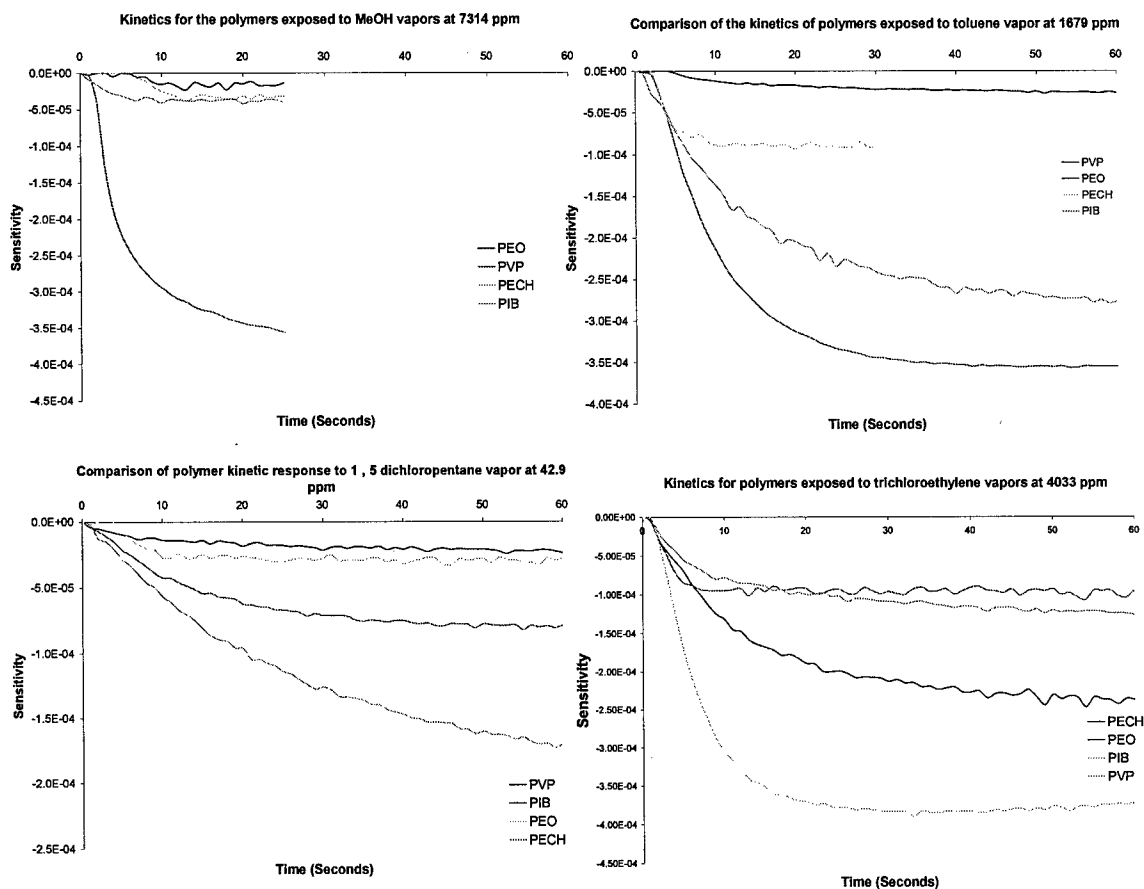 Kinetics for the polymers exposed to MeOH vapors at 7314 ppm
0 10 20 30 40 50 60
0.0E+00
-5.0E-05
-1.0E-04
-1.5E-04
-2.0E-04
-2.5E-04
-3.0E-04
-3.5E-04
-4.0E-04
-4.5E-04
Sensitivity
PEO
PVP
PECH
PIB
Time (Seconds)
Comparison of the kinetics of polymers exposed to toluene vapor at 1679 ppm
0 10 20 30 40 50 60
0.0E+00
-5.0E-05
-1.0E-04
-1.5E-04
-2.0E-04
-2.5E-04
-3.0E-04
-3.5E-04
-4.0E-04
Sensitivity
PVP
PEO
PECH
PIB
Time (Seconds)
Comparison of polymer kinetic response to 1 , 5 dichloropentane vapor at 42.9
ppm
0 10 20 30 40 50 60
0.0E+00
-5.0E-05
-1.0E-04
-1.5E-04
-2.0E-04
-2.5E-04
Sensitivity
PVP
PIB
PEO
PECH
Time (Seconds)
Kinetics for polymers exposed to trichloroethylene vapors at 4033 ppm
0 10 20 30 40 50 60
0.00E+00
-5.00E-05
-1.00E-04
-1.50E-04
-2.00E-04
-2.50E-04
-3.00E-04
-3.50E-04
-4.00E-04
-4.50E-04
Sensitivity
PECH
PEO
PIB
PVP
Time (Seconds)